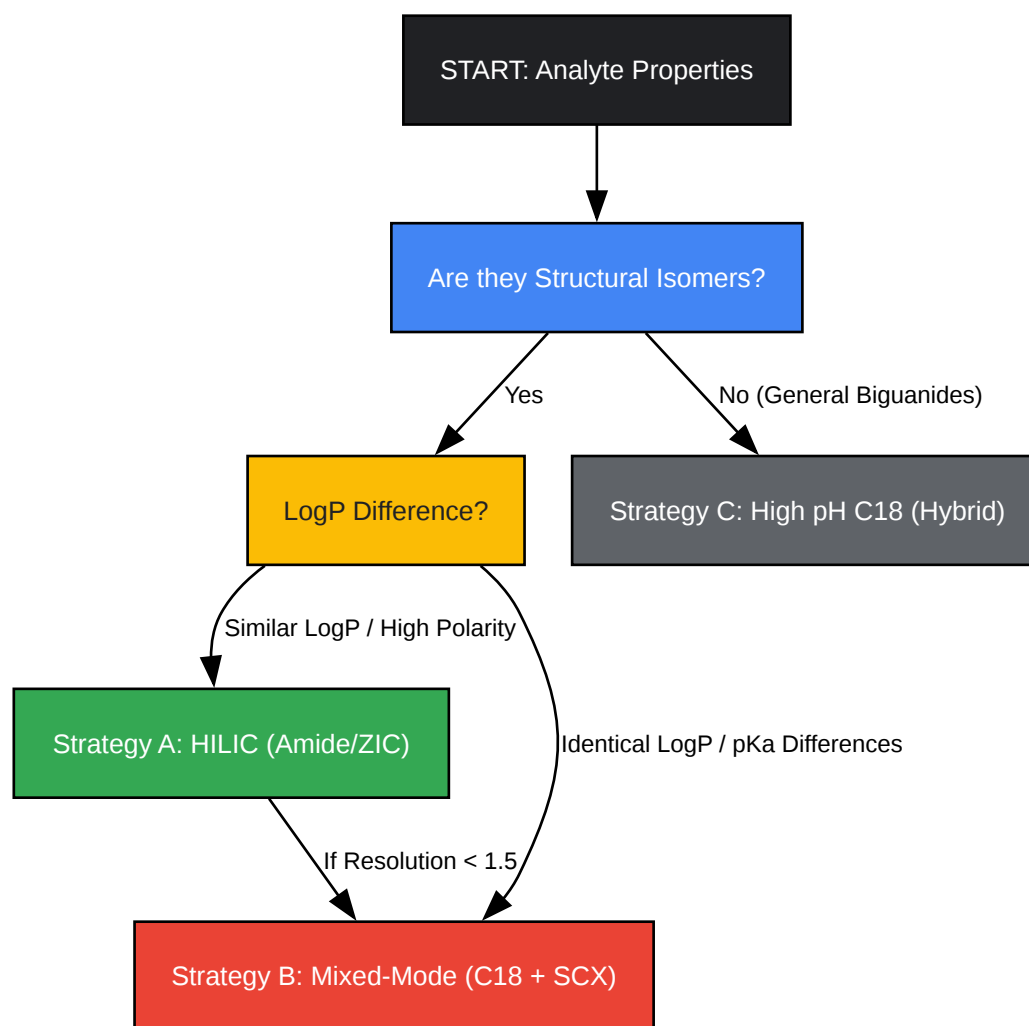 START: Analyte Properties
Are they Structural Isomers?
Yes
No (General Biguanides)
LogP Difference?
Strategy C: High pH C18 (Hybrid)
Similar LogP / High Polarity
Strategy A: HILIC (Amide/ZIC)
Identical LogP / pKa Differences
If Resolution < 1.5
Strategy B: Mixed-Mode (C18 + SCX)